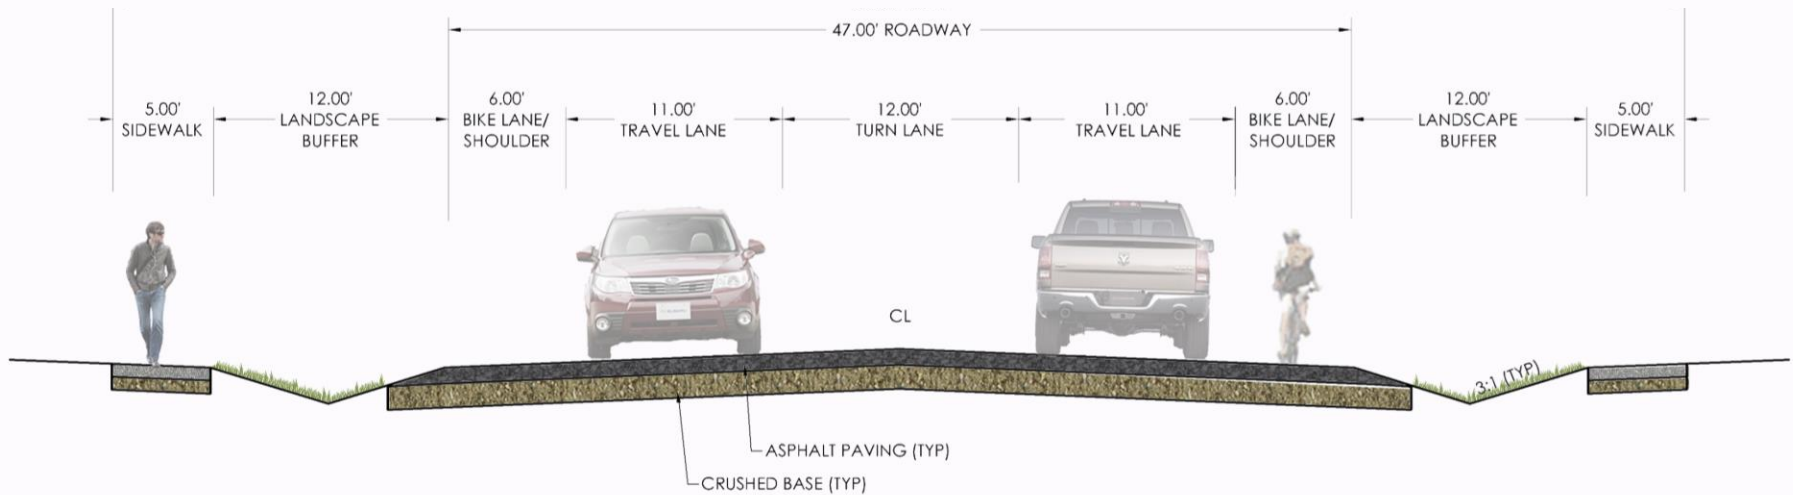 47.00' ROADWAY
5.00'
SIDEWALK
12.00'
LANDSCAPE
BUFFER
6.00'
BIKE LANE/
SHOULDER
11.00'
TRAVEL LANE
12.00'
TURN LANE
11.00'
TRAVEL LANE
6.00'
BIKE LANE/
SHOULDER
12.00'
LANDSCAPE
BUFFER
5.00'
SIDEWALK
CL
3:1 (TYP)
ASPHALT PAVING (TYP)
CRUSHED BASE (TYP)